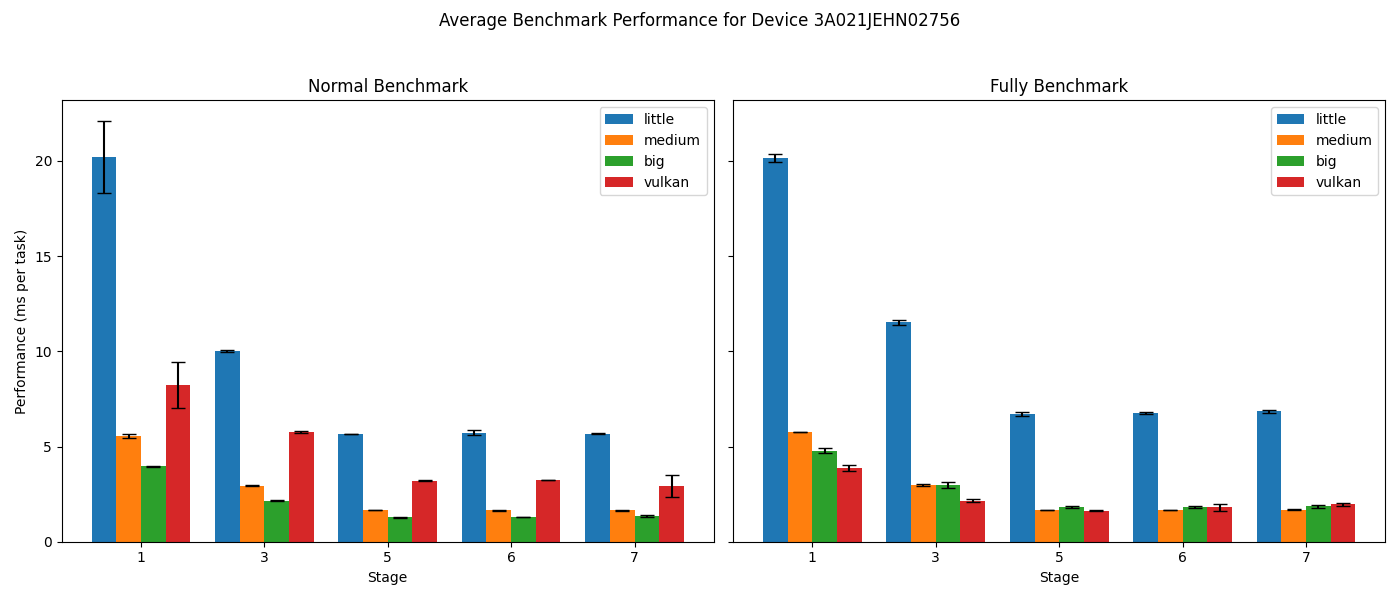 Average Benchmark Performance for Device 3A021JEHN02756
Normal Benchmark
Performance (ms per task)
20
15
10
5
0
little
medium
big
vulkan
1 3 5 6 7
Stage
Fully Benchmark
little
medium
big
vulkan
1 3 5 6 7
Stage